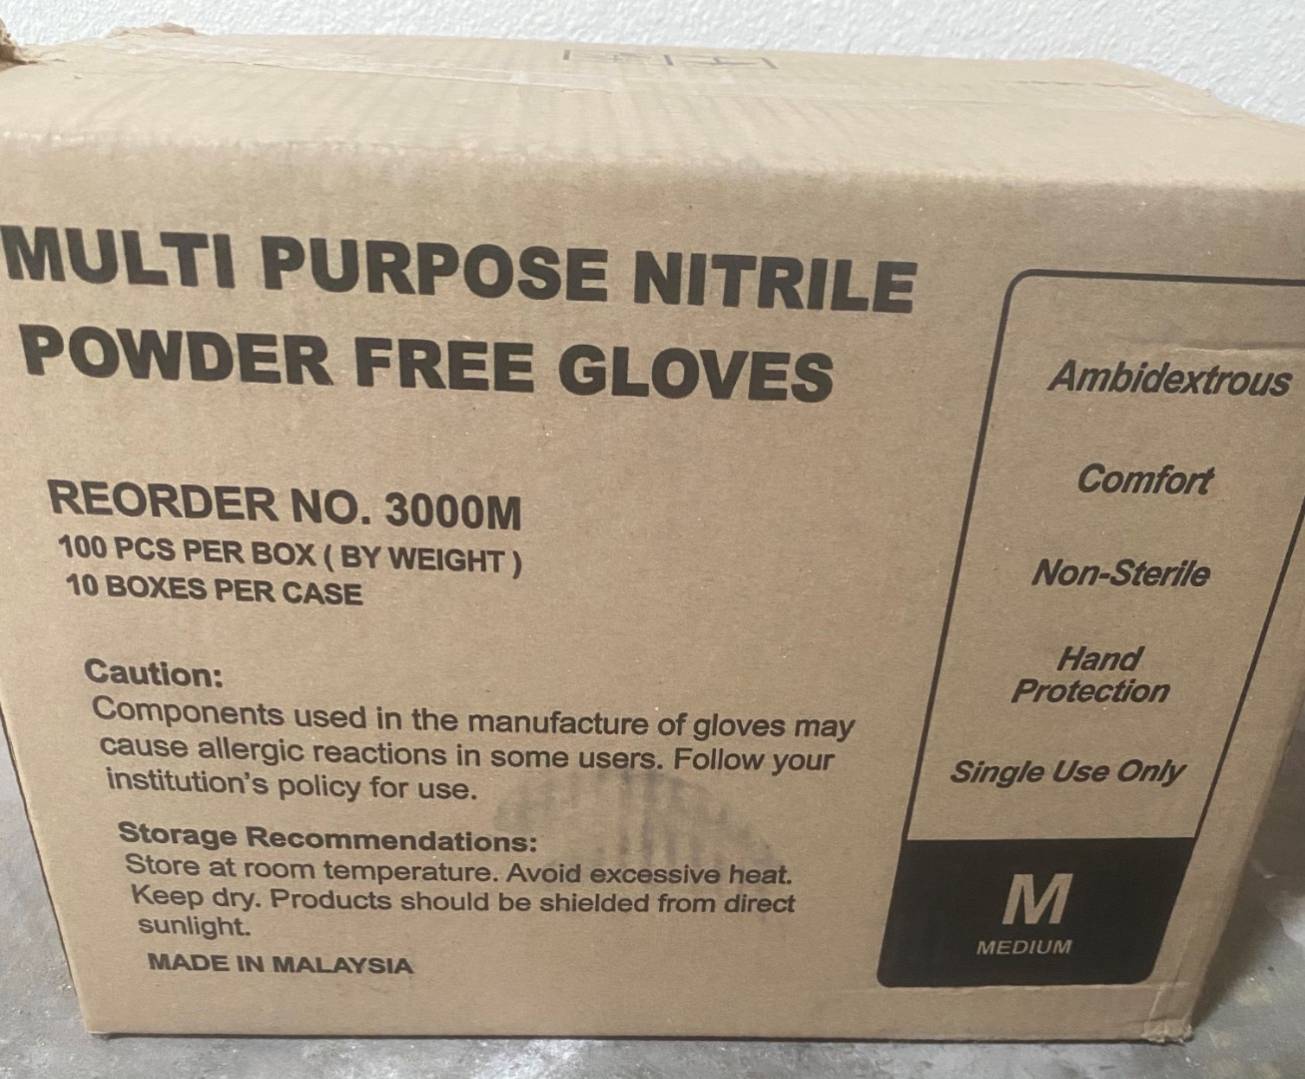 MULTI PURPOSE NITRILE
POWDER FREE GLOVES
REORDER NO. 3000M
100 PCS PER BOX ( BY WEIGHT )
10 BOXES PER CASE
Caution:
Components used in the manufacture of gloves may
cause allergic reactions in some users. Follow your
institution's policy for use.
Storage Recommendations:
Store at room temperature. Avoid excessive heat.
Keep dry. Products should be shielded from direct
sunlight.
MADE IN MALAYSIA
Ambidextrous
Comfort
Non-Sterile
Hand
Protection
Single Use Only
M
MEDIUM